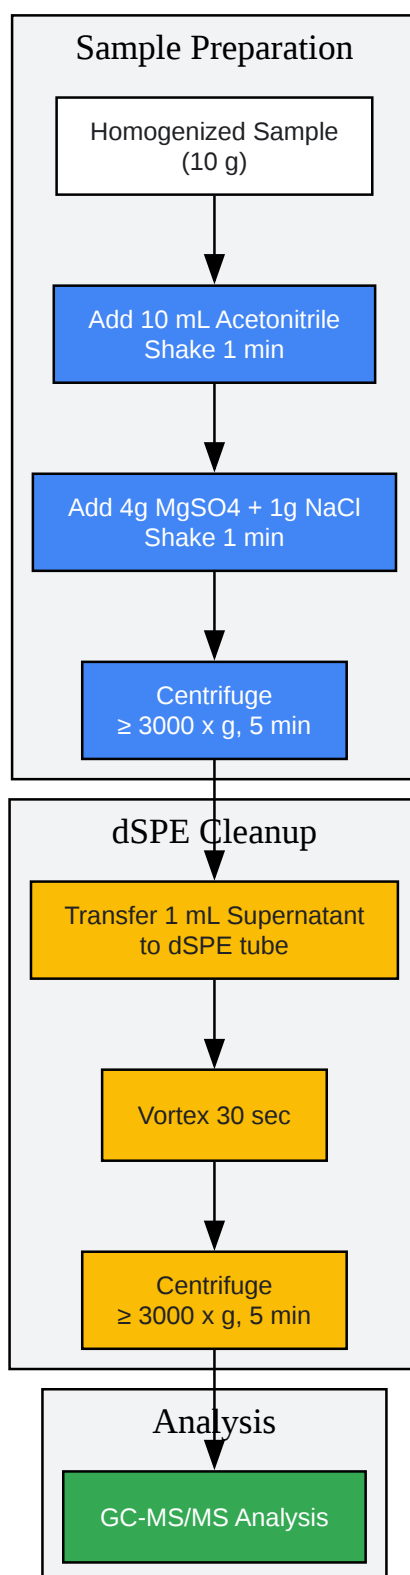 Sample Preparation
Homogenized Sample
(10 g)
Add 10 mL Acetonitrile
Shake 1 min
Add 4g MgSO4 + 1g NaCl
Shake 1 min
Centrifuge
≥ 3000 x g, 5 min
dSPE Cleanup
Transfer 1 mL Supernatant
to dSPE tube
Vortex 30 sec
Centrifuge
≥ 3000 x g, 5 min
Analysis
GC-MS/MS Analysis